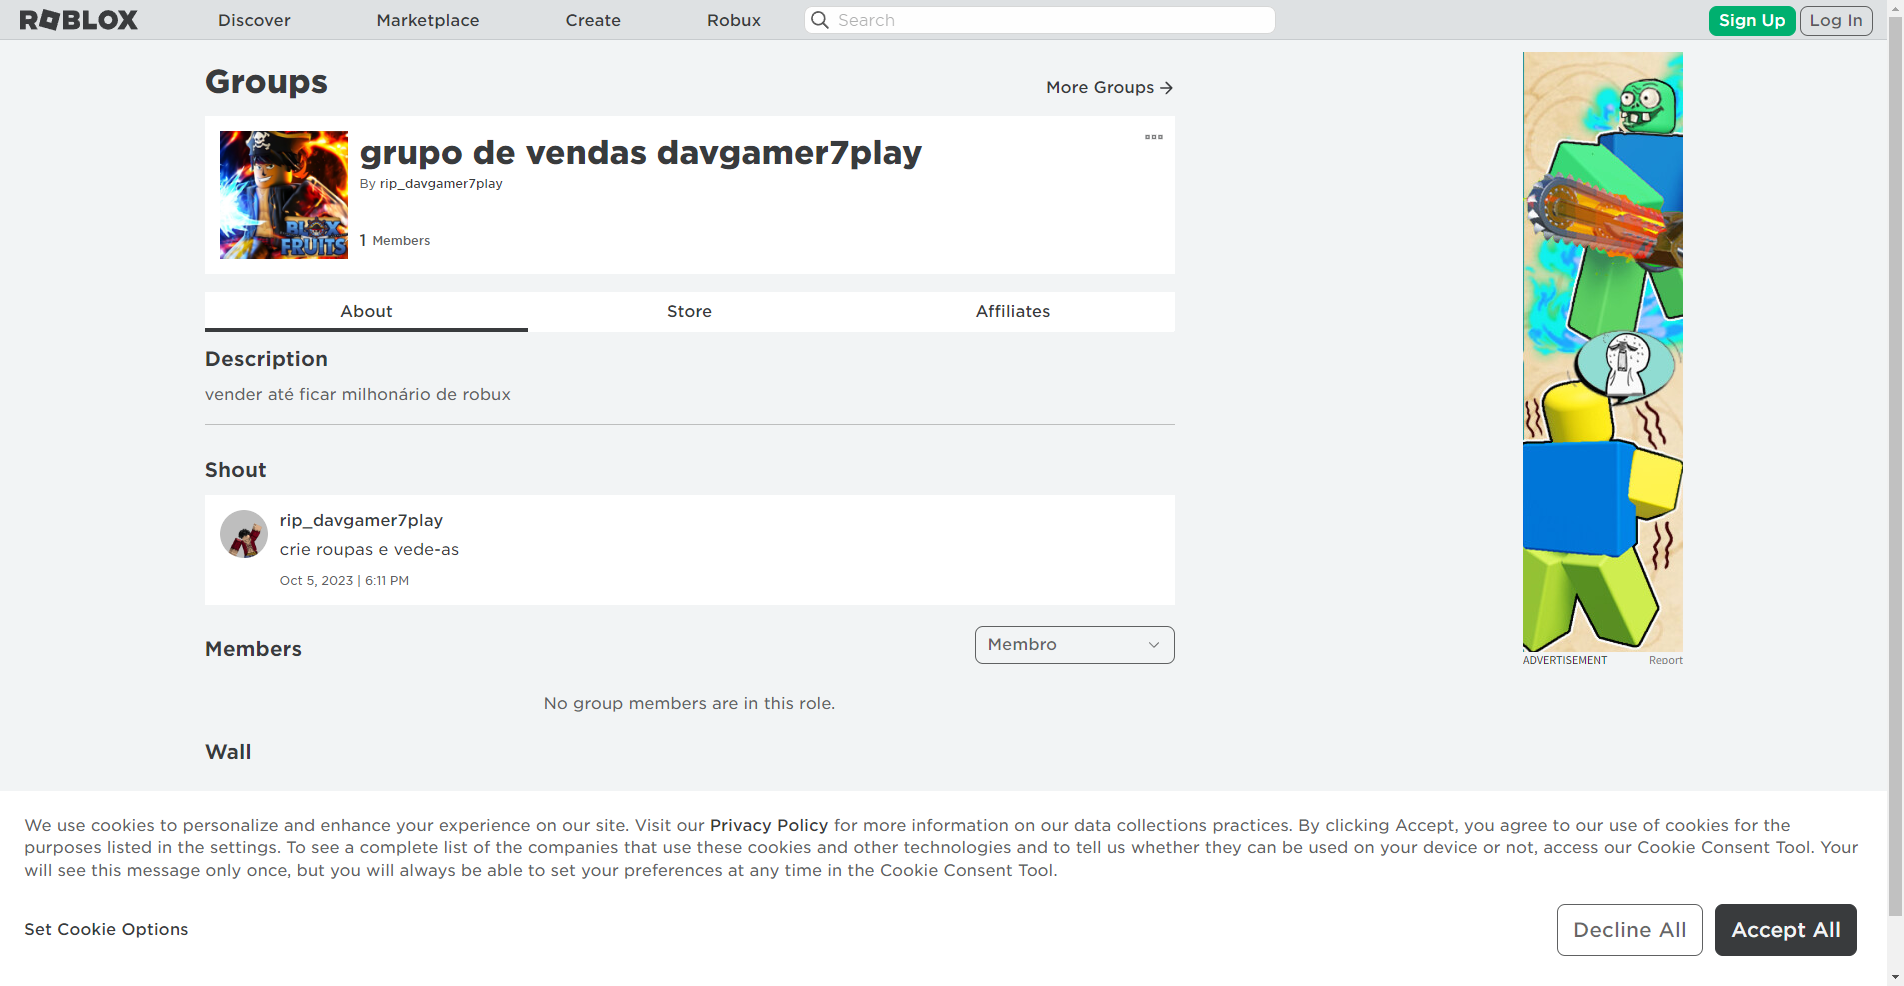 ROBLOX Discover Marketplace Create Robux Search Sign Up Log In
Groups
More Groups
BLOX
FRUITS
grupo de vendas davgamer7play
By rip_davgamer7play
1 Members
About Store Affiliates
Description
vender até ficar milhonário de robux
Shout
rip_davgamer7play
crie roupas e vede-as
Oct 5, 2023 | 6:11 PM
Members
Membro
No group members are in this role.
Wall
ADVERTISEMENT Report
We use cookies to personalize and enhance your experience on our site. Visit our Privacy Policy for more information on our data collections practices. By clicking Accept, you agree to our use of cookies for the
purposes listed in the settings. To see a complete list of the companies that use these cookies and other technologies and to tell us whether they can be used on your device or not, access our Cookie Consent Tool. Your
will see this message only once, but you will always be able to set your preferences at any time in the Cookie Consent Tool.
Set Cookie Options
Decline All
Accept All